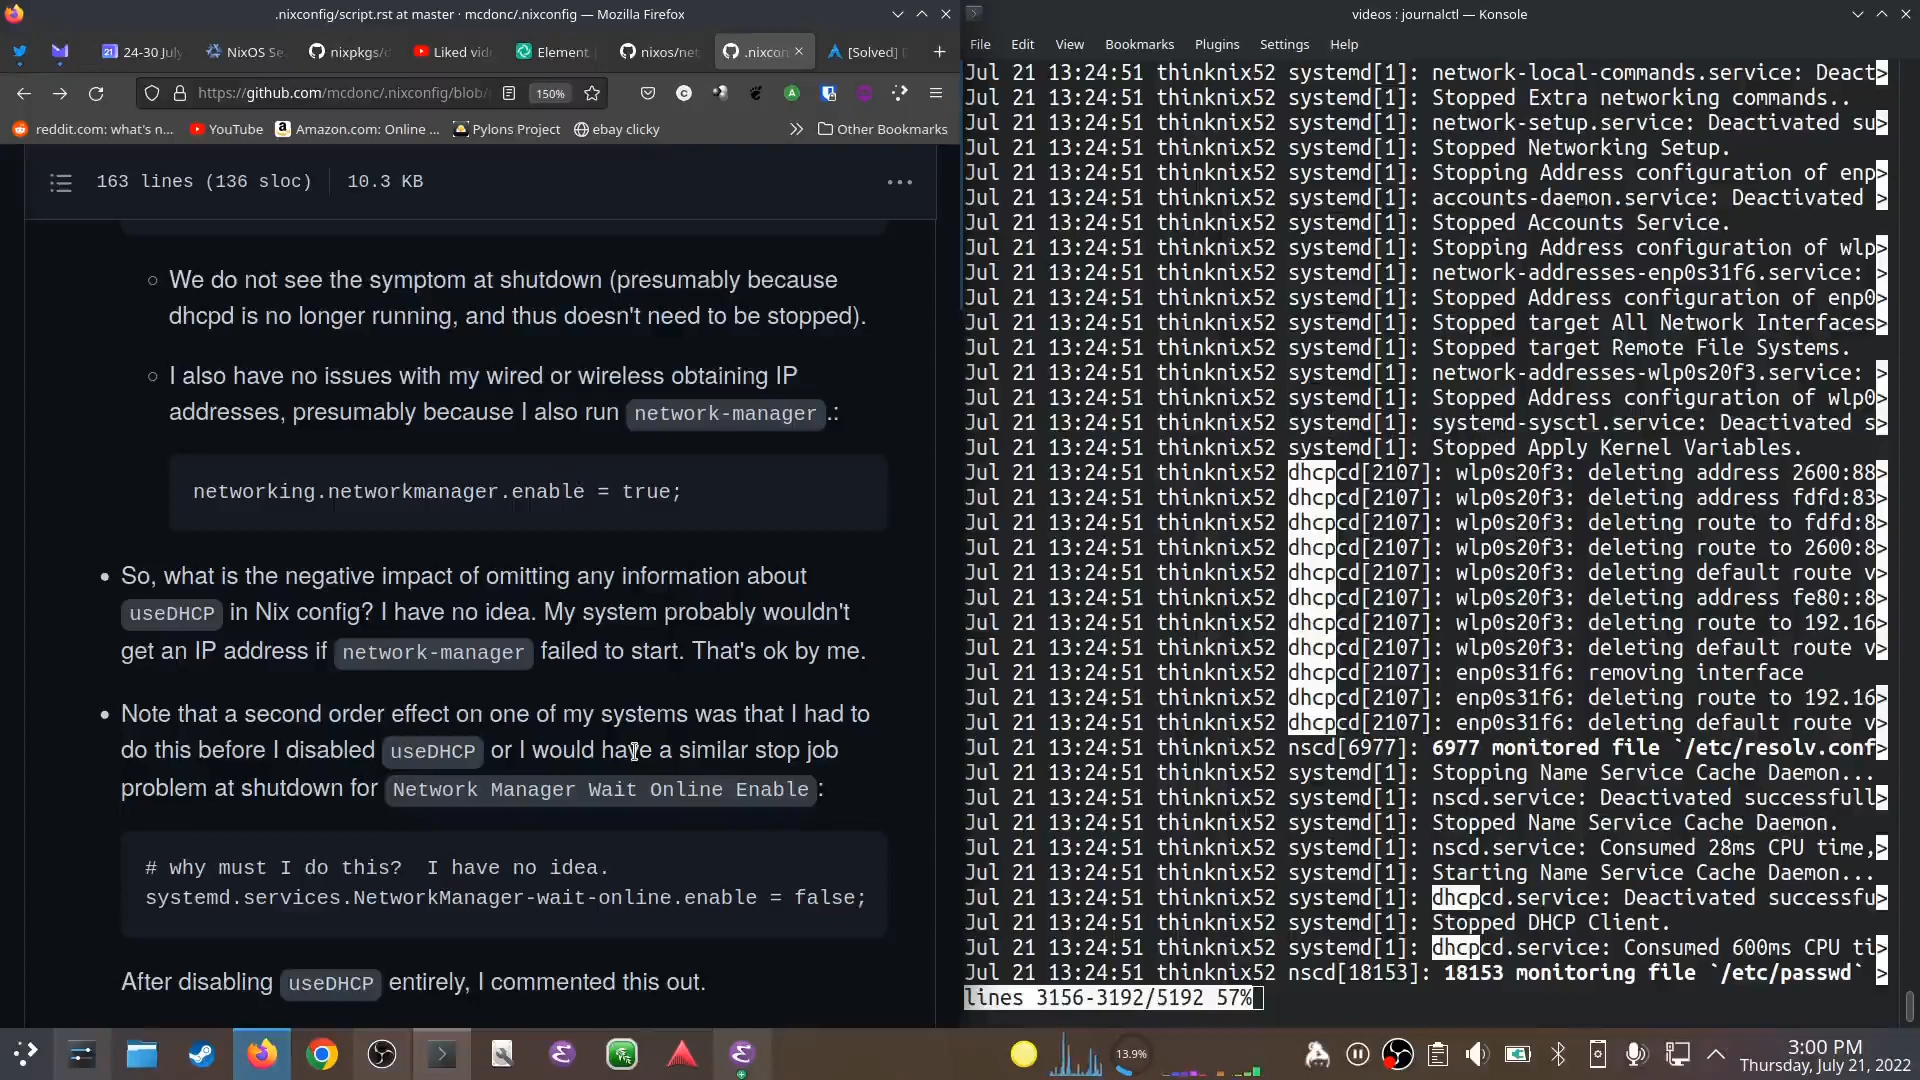 .nixconfig/script.rst at master · mcdonc/.nixconfig — Mozilla Firefox
24-30 July
NixOS Se
nixpkgs/
Liked vid
Element
nixos/net
.nixcon
[Solved]
https://github.com/mcdonc/.nixconfig/blob/
150%
reddit.com: what's n...
YouTube
Amazon.com: Online ...
Pylons Project
ebay clicky
Other Bookmarks
163 lines (136 sloc)
10.3 KB
We do not see the symptom at shutdown (presumably because
dhcpd is no longer running, and thus doesn't need to be stopped).
I also have no issues with my wired or wireless obtaining IP
addresses, presumably because I also run network-manager.:
networking.networkmanager.enable = true;
So, what is the negative impact of omitting any information about
useDHCP in Nix config? I have no idea. My system probably wouldn't
get an IP address if network-manager failed to start. That's ok by me.
Note that a second order effect on one of my systems was that I had to
do this before I disabled useDHCP or I would have a similar stop job
problem at shutdown for Network Manager Wait Online Enable:
# why must I do this?  I have no idea.
systemd.services.NetworkManager-wait-online.enable = false;
After disabling useDHCP entirely, I commented this out.
videos : journalctl — Konsole
File Edit View Bookmarks Plugins Settings Help
Jul 21 13:24:51 thinknix52 systemd[1]: network-local-commands.service: Deact>
Jul 21 13:24:51 thinknix52 systemd[1]: Stopped Extra networking commands..
Jul 21 13:24:51 thinknix52 systemd[1]: network-setup.service: Deactivated su>
Jul 21 13:24:51 thinknix52 systemd[1]: Stopped Networking Setup.
Jul 21 13:24:51 thinknix52 systemd[1]: Stopping Address configuration of enp>
Jul 21 13:24:51 thinknix52 systemd[1]: accounts-daemon.service: Deactivated >
Jul 21 13:24:51 thinknix52 systemd[1]: Stopped Accounts Service.
Jul 21 13:24:51 thinknix52 systemd[1]: Stopping Address configuration of wlp>
Jul 21 13:24:51 thinknix52 systemd[1]: network-addresses-enp0s31f6.service: >
Jul 21 13:24:51 thinknix52 systemd[1]: Stopped Address configuration of enp0>
Jul 21 13:24:51 thinknix52 systemd[1]: Stopped target All Network Interfaces>
Jul 21 13:24:51 thinknix52 systemd[1]: Stopped target Remote File Systems.
Jul 21 13:24:51 thinknix52 systemd[1]: network-addresses-wlp0s20f3.service: >
Jul 21 13:24:51 thinknix52 systemd[1]: Stopped Address configuration of wlp0>
Jul 21 13:24:51 thinknix52 systemd[1]: systemd-sysctl.service: Deactivated s>
Jul 21 13:24:51 thinknix52 systemd[1]: Stopped Apply Kernel Variables.
Jul 21 13:24:51 thinknix52 dhcpcd[2107]: wlp0s20f3: deleting address 2600:88>
Jul 21 13:24:51 thinknix52 dhcpcd[2107]: wlp0s20f3: deleting address fdfd:83>
Jul 21 13:24:51 thinknix52 dhcpcd[2107]: wlp0s20f3: deleting route to fdfd:8>
Jul 21 13:24:51 thinknix52 dhcpcd[2107]: wlp0s20f3: deleting route to 2600:8>
Jul 21 13:24:51 thinknix52 dhcpcd[2107]: wlp0s20f3: deleting default route v>
Jul 21 13:24:51 thinknix52 dhcpcd[2107]: wlp0s20f3: deleting address fe80::8>
Jul 21 13:24:51 thinknix52 dhcpcd[2107]: wlp0s20f3: deleting route to 192.16>
Jul 21 13:24:51 thinknix52 dhcpcd[2107]: wlp0s20f3: deleting default route v>
Jul 21 13:24:51 thinknix52 dhcpcd[2107]: enp0s31f6: removing interface
Jul 21 13:24:51 thinknix52 dhcpcd[2107]: enp0s31f6: deleting route to 192.16>
Jul 21 13:24:51 thinknix52 dhcpcd[2107]: enp0s31f6: deleting default route v>
Jul 21 13:24:51 thinknix52 nscd[6977]: 6977 monitored file `/etc/resolv.conf>
Jul 21 13:24:51 thinknix52 systemd[1]: Stopping Name Service Cache Daemon...
Jul 21 13:24:51 thinknix52 systemd[1]: nscd.service: Deactivated successfull>
Jul 21 13:24:51 thinknix52 systemd[1]: Stopped Name Service Cache Daemon.
Jul 21 13:24:51 thinknix52 systemd[1]: nscd.service: Consumed 28ms CPU time,>
Jul 21 13:24:51 thinknix52 systemd[1]: Starting Name Service Cache Daemon...
Jul 21 13:24:51 thinknix52 systemd[1]: dhcpcd.service: Deactivated successfu>
Jul 21 13:24:51 thinknix52 systemd[1]: Stopped DHCP Client.
Jul 21 13:24:51 thinknix52 systemd[1]: dhcpcd.service: Consumed 600ms CPU ti>
Jul 21 13:24:51 thinknix52 nscd[18153]: 18153 monitoring file `/etc/passwd` >
lines 3156-3192/5192 57%
13.9%
3:00 PM
Thursday, July 21, 2022